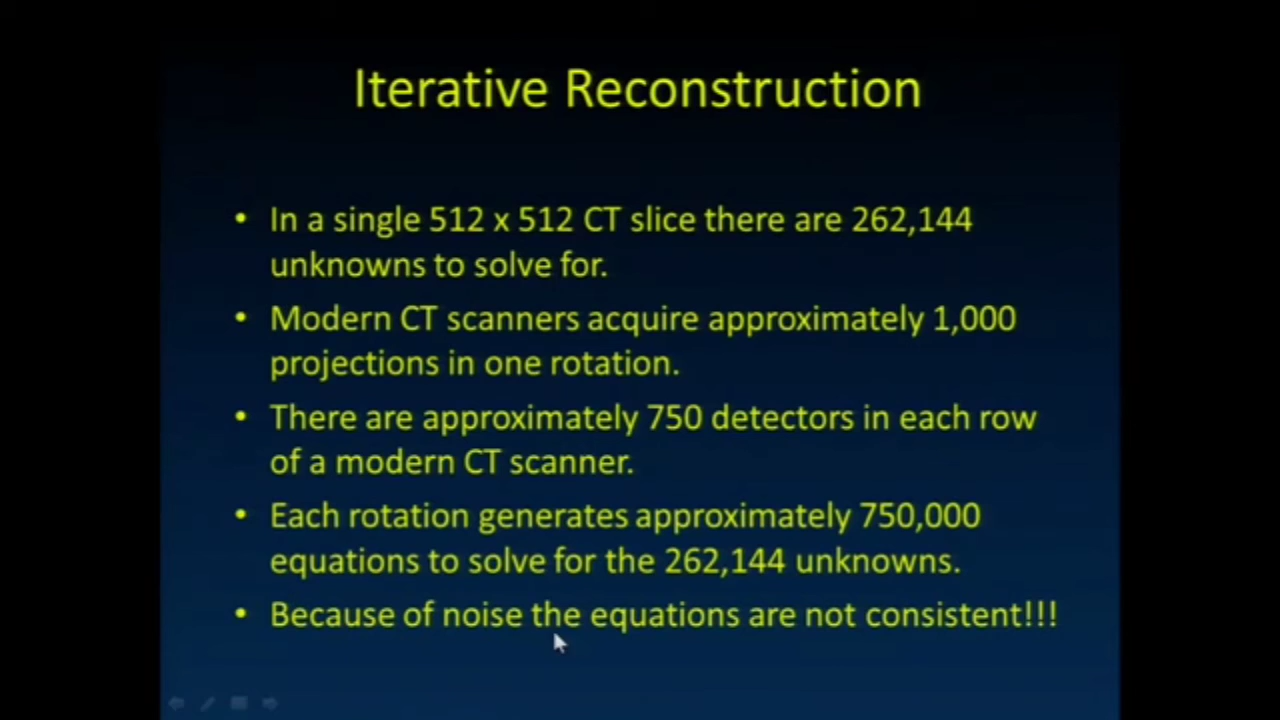 Iterative Reconstruction
• In a single 512 x 512 CT slice there are 262,144
unknowns to solve for.
• Modern CT scanners acquire approximately 1,000
projections in one rotation.
• There are approximately 750 detectors in each row
of a modern CT scanner.
• Each rotation generates approximately 750,000
equations to solve for the 262,144 unknowns.
• Because of noise the equations are not consistent!!!